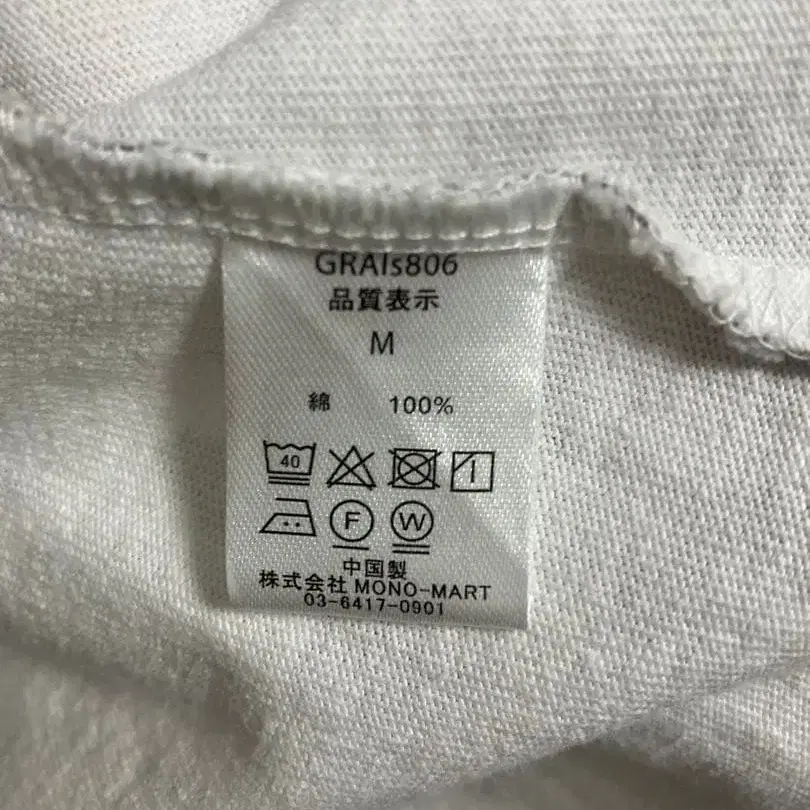 GRAIs806
品質表示
M
綿 100%
40
F W
中国製
株式会社 MONO-MART
03-6417-0901